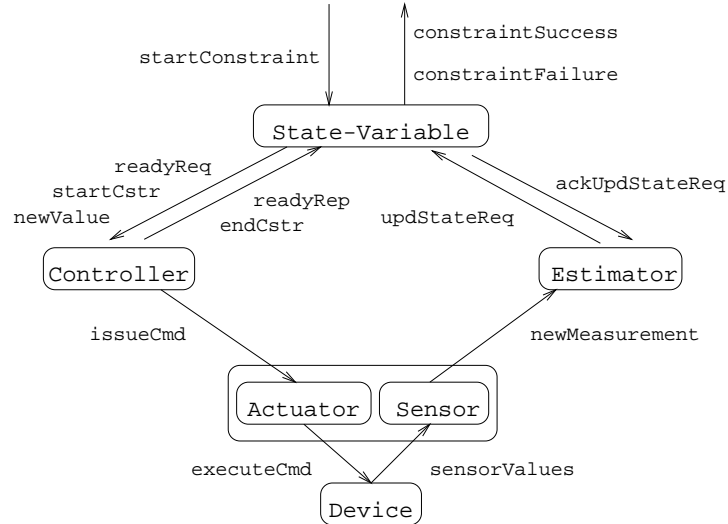 constraintSuccess
startConstraint
constraintFailure
State-Variable
readyReq
startCstr
newValue
readyRep
endCstr
updStateReq
ackUpdStateReq
Controller
Estimator
issueCmd
newMeasurement
Actuator
Sensor
executeCmd
sensorValues
Device